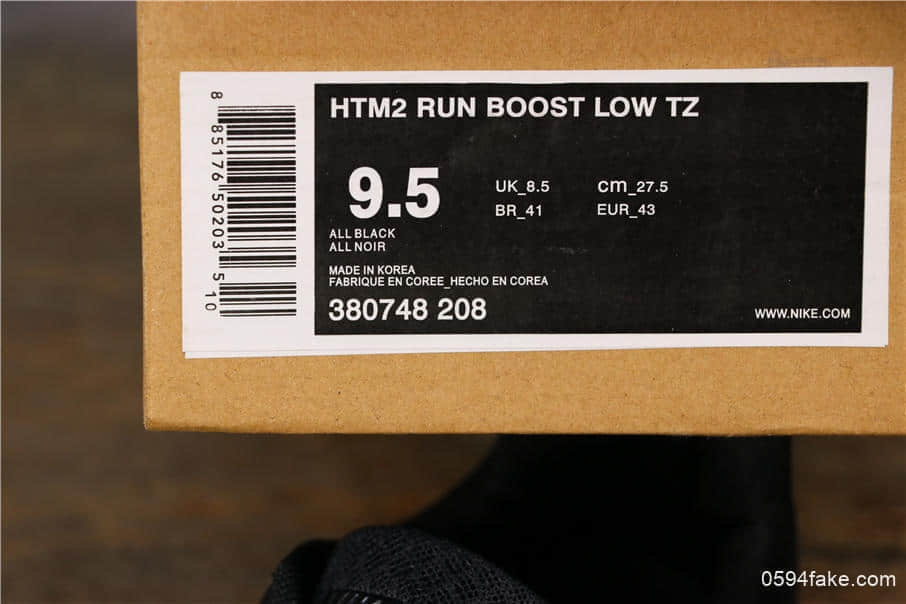 8
85176 50203
5 10
HTM2 RUN BOOST LOW TZ
9.5
UK_8.5 cm_27.5
BR_41 EUR_43
ALL BLACK
ALL NOIR
MADE IN KOREA
FABRIQUE EN COREE_HECHO EN COREA
380748 208
WWW.NIKE.COM
0594fake.com